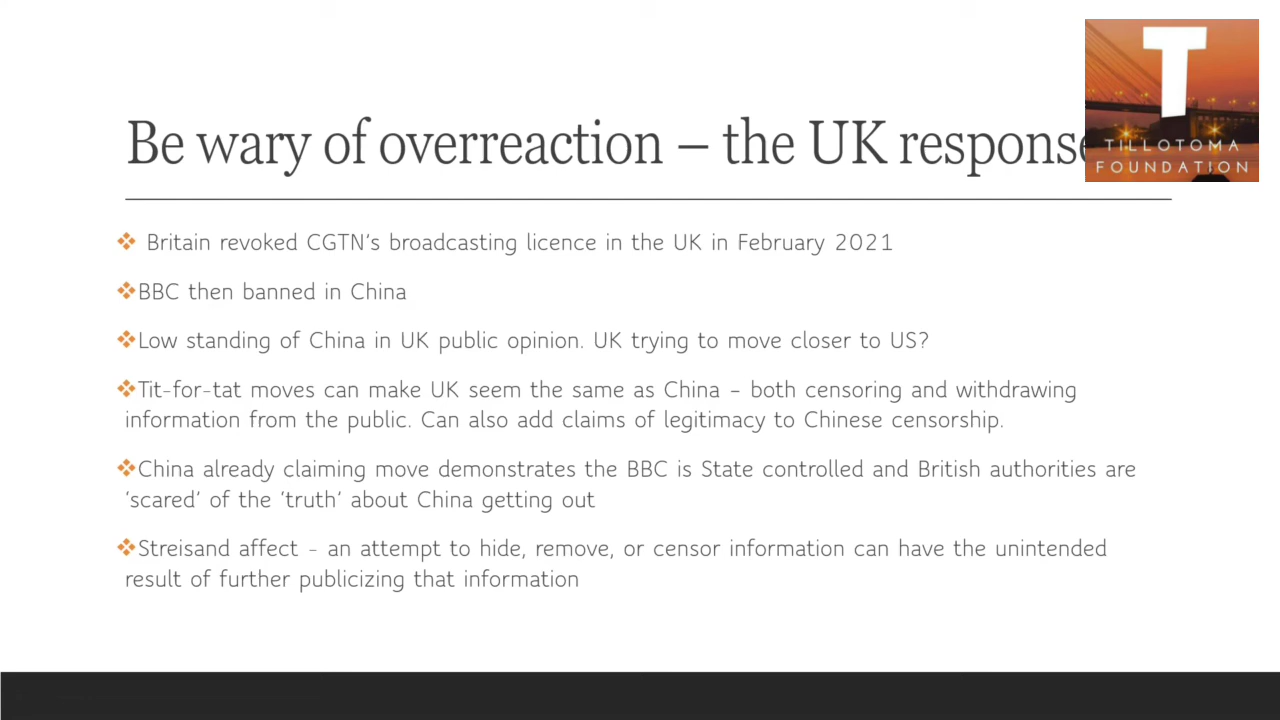 Be wary of overreaction – the UK response
T
TILLOTOMA
FOUNDATION
Britain revoked CGTN's broadcasting licence in the UK in February 2021
BBC then banned in China
Low standing of China in UK public opinion. UK trying to move closer to US?
Tit-for-tat moves can make UK seem the same as China – both censoring and withdrawing
information from the public. Can also add claims of legitimacy to Chinese censorship.
China already claiming move demonstrates the BBC is State controlled and British authorities are
'scared' of the 'truth' about China getting out
Streisand affect - an attempt to hide, remove, or censor information can have the unintended
result of further publicizing that information